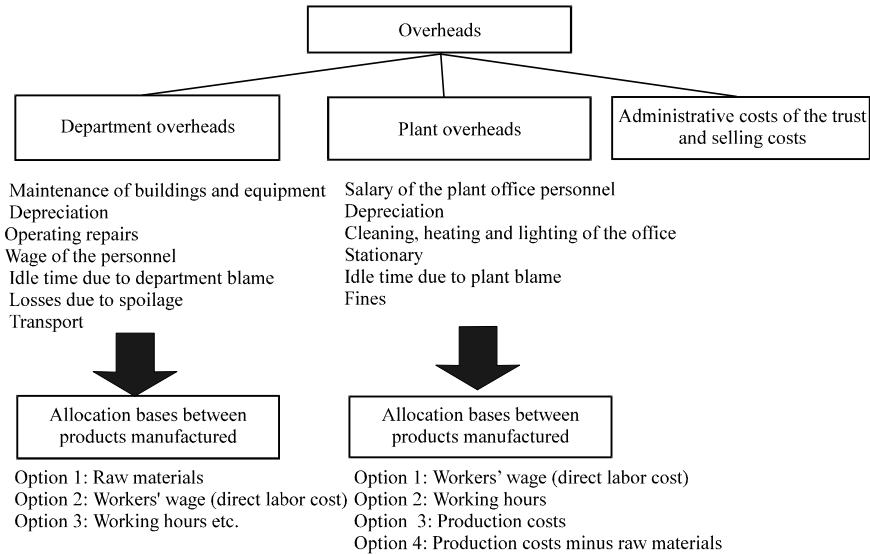 Overheads
Department overheads
Plant overheads
Administrative costs of the trust
and selling costs
Maintenance of buildings and equipment
Depreciation
Operating repairs
Wage of the personnel
Idle time due to department blame
Losses due to spoilage
Transport
Salary of the plant office personnel
Depreciation
Cleaning, heating and lighting of the office
Stationary
Idle time due to plant blame
Fines
Allocation bases between
products manufactured
Option 1: Raw materials
Option 2: Workers' wage (direct labor cost)
Option 3: Working hours etc.
Allocation bases between
products manufactured
Option 1: Workers’ wage (direct labor cost)
Option 2: Working hours
Option 3: Production costs
Option 4: Production costs minus raw materials